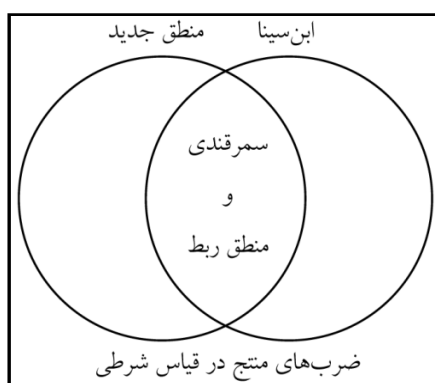 ابن‌سینا
منطق جدید
سمرقندی
و
منطق ربط
ضرب‌های منتج در قیاس شرطی